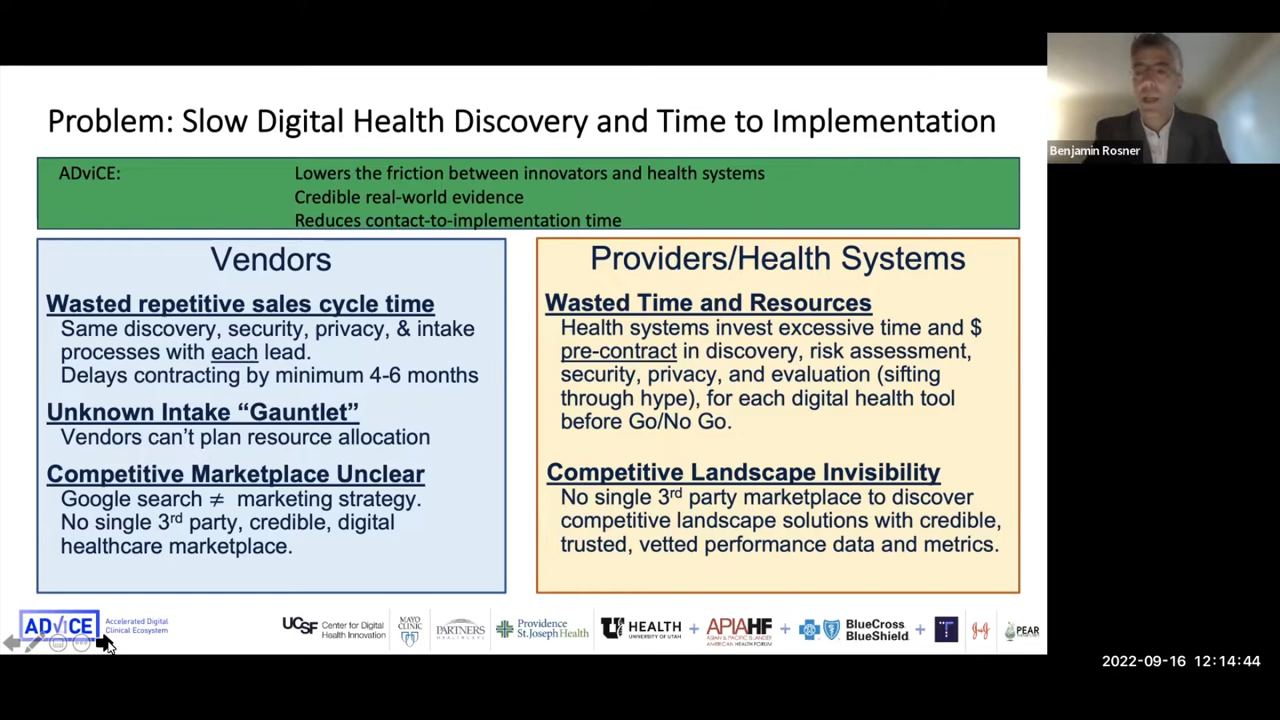 Problem: Slow Digital Health Discovery and Time to Implementation
Benjamin Rosner
ADviCE:
Lowers the friction between innovators and health systems
Credible real-world evidence
Reduces contact-to-implementation time
Vendors
Wasted repetitive sales cycle time
Same discovery, security, privacy, & intake
processes with each lead.
Delays contracting by minimum 4-6 months
Unknown Intake “Gauntlet”
Vendors can’t plan resource allocation
Competitive Marketplace Unclear
Google search ≠ marketing strategy.
No single 3rd party, credible, digital
healthcare marketplace.
Providers/Health Systems
Wasted Time and Resources
Health systems invest excessive time and $
pre-contract in discovery, risk assessment,
security, privacy, and evaluation (sifting
through hype), for each digital health tool
before Go/No Go.
Competitive Landscape Invisibility
No single 3rd party marketplace to discover
competitive landscape solutions with credible,
trusted, vetted performance data and metrics.
ADViCE
Accelerated Digital
Clinical Ecosystem
UCSF
Center for Digital
Health Innovation
MAYO
CLINIC
PARTNERS
HEALTHCARE
Providence
St.Joseph Health
HEALTH
UNIVERSITY OF UTAH
+
APIAHF
ASIAN & PACIFIC ISLANDER
AMERICAN HEALTH FORUM
+
BlueCross
BlueShield
+
T
J&J
PEAR
2022-09-16 12:14:44